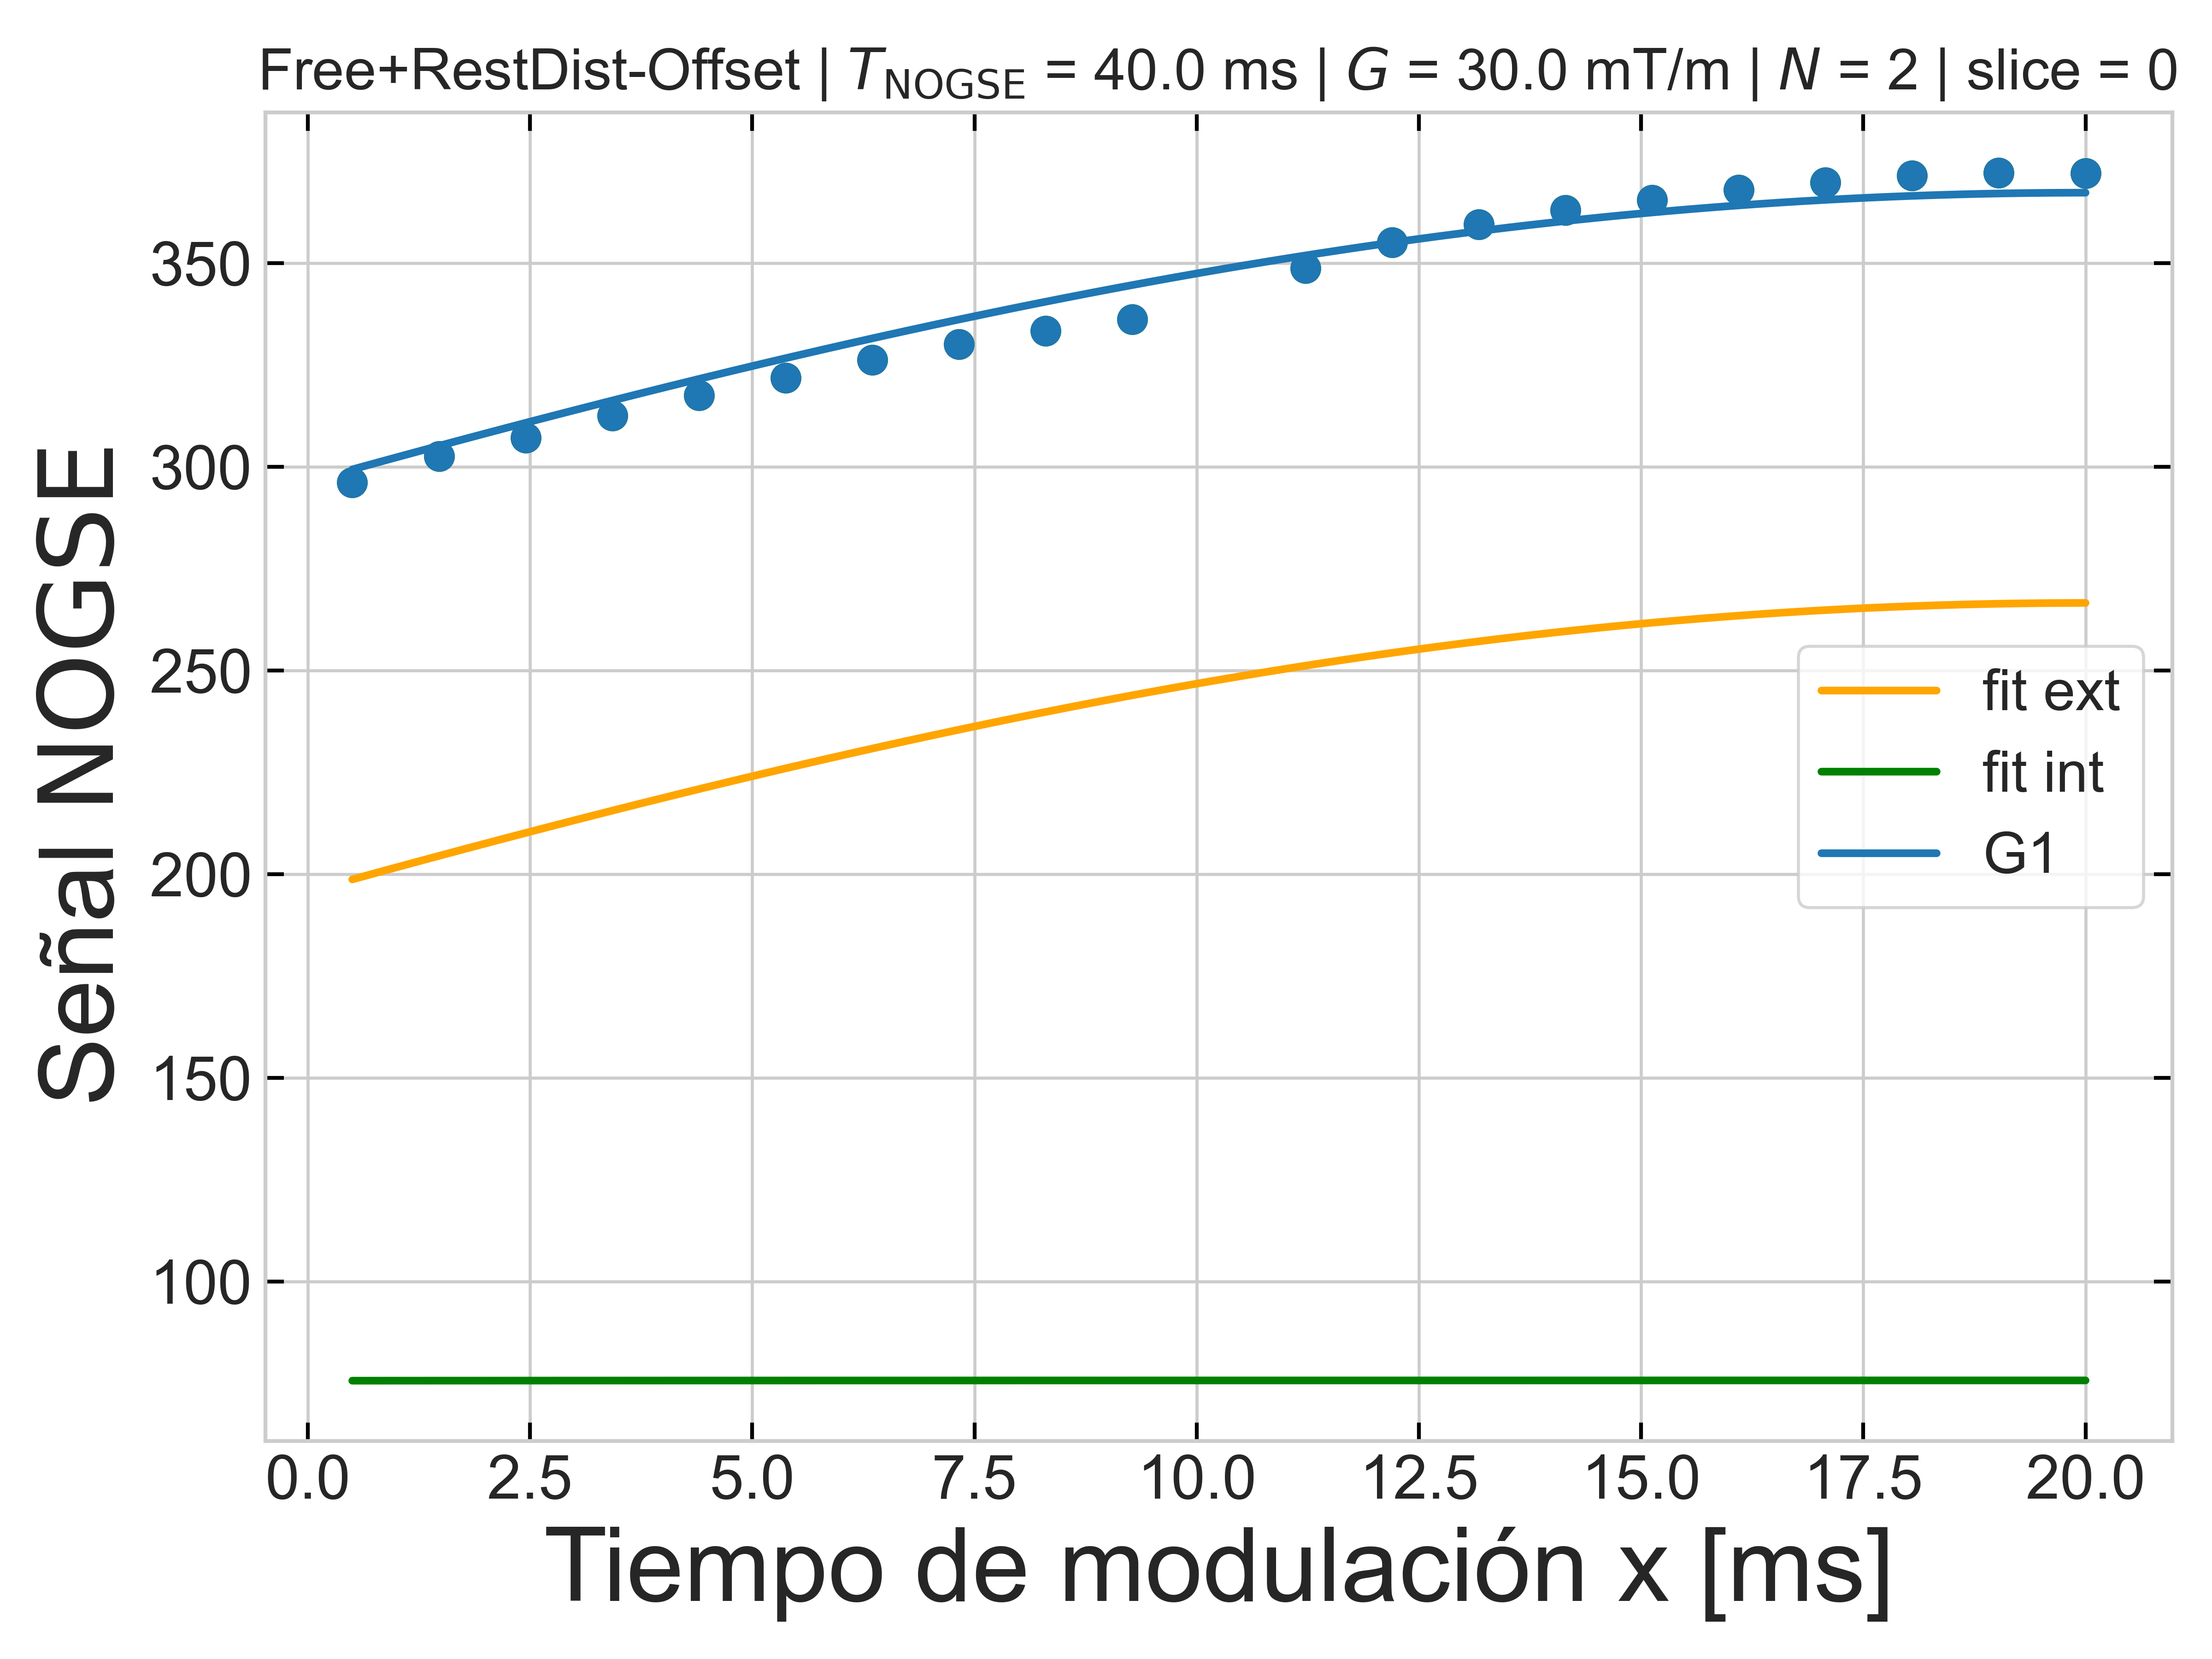 Free+RestDist-Offset | T_NOGSE = 40.0 ms | G = 30.0 mT/m | N = 2 | slice = 0
Señal NOGSE
350
300
250
200
150
100
fit ext
fit int
G1
0.0 2.5 5.0 7.5 10.0 12.5 15.0 17.5 20.0
Tiempo de modulación x [ms]